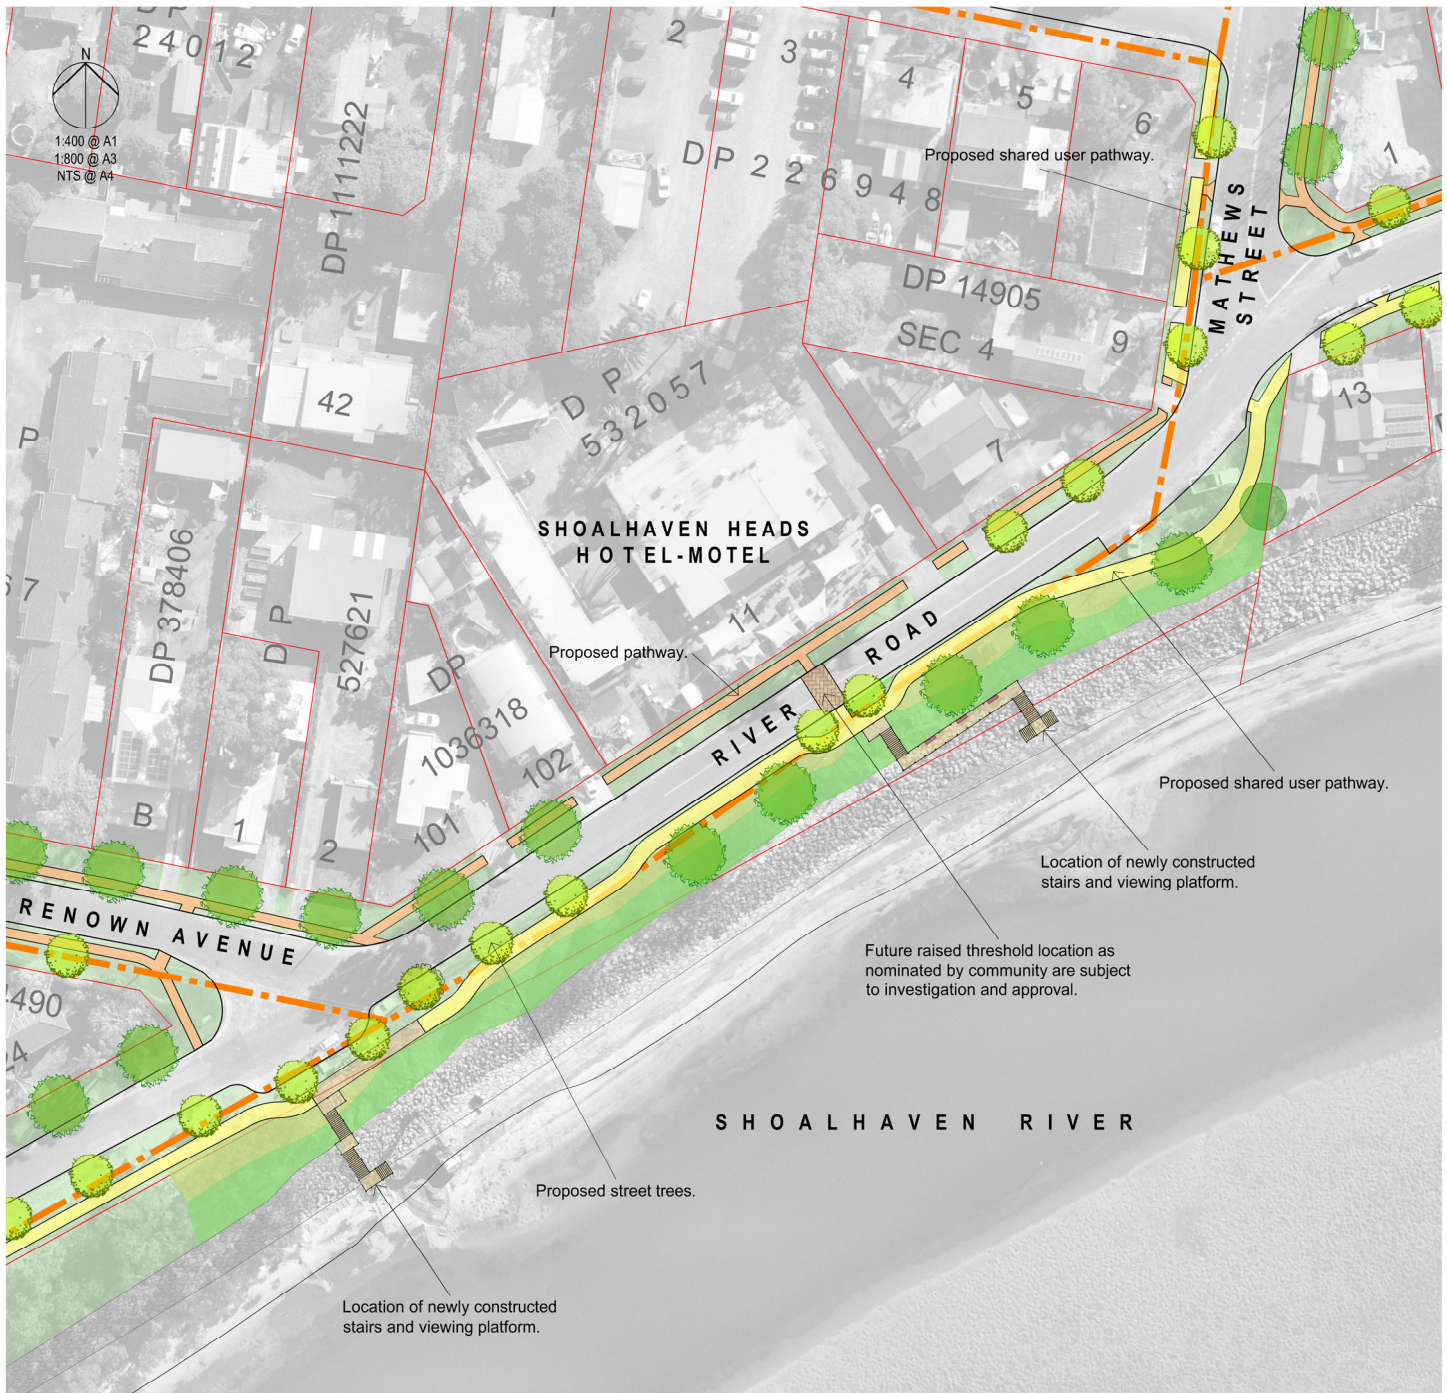 D P
24012
N
1:400 @ A1
1:800 @ A3
NTS @ A4
DP 1111222
2
3
4
5
6
1
DP 226948
Proposed shared user pathway.
MATHEWS
STREET
DP 14905
SEC 4
9
13
7
42
D P
532057
P
67
SHOALHAVEN HEADS
HOTEL-MOTEL
11
DP 378406
DP
527621
DP
1036318
102
101
B
1
2
Proposed pathway.
RIVER ROAD
RENOWN AVENUE
490
Proposed shared user pathway.
Location of newly constructed
stairs and viewing platform.
Future raised threshold location as
nominated by community are subject
to investigation and approval.
SHOALHAVEN RIVER
Proposed street trees.
Location of newly constructed
stairs and viewing platform.